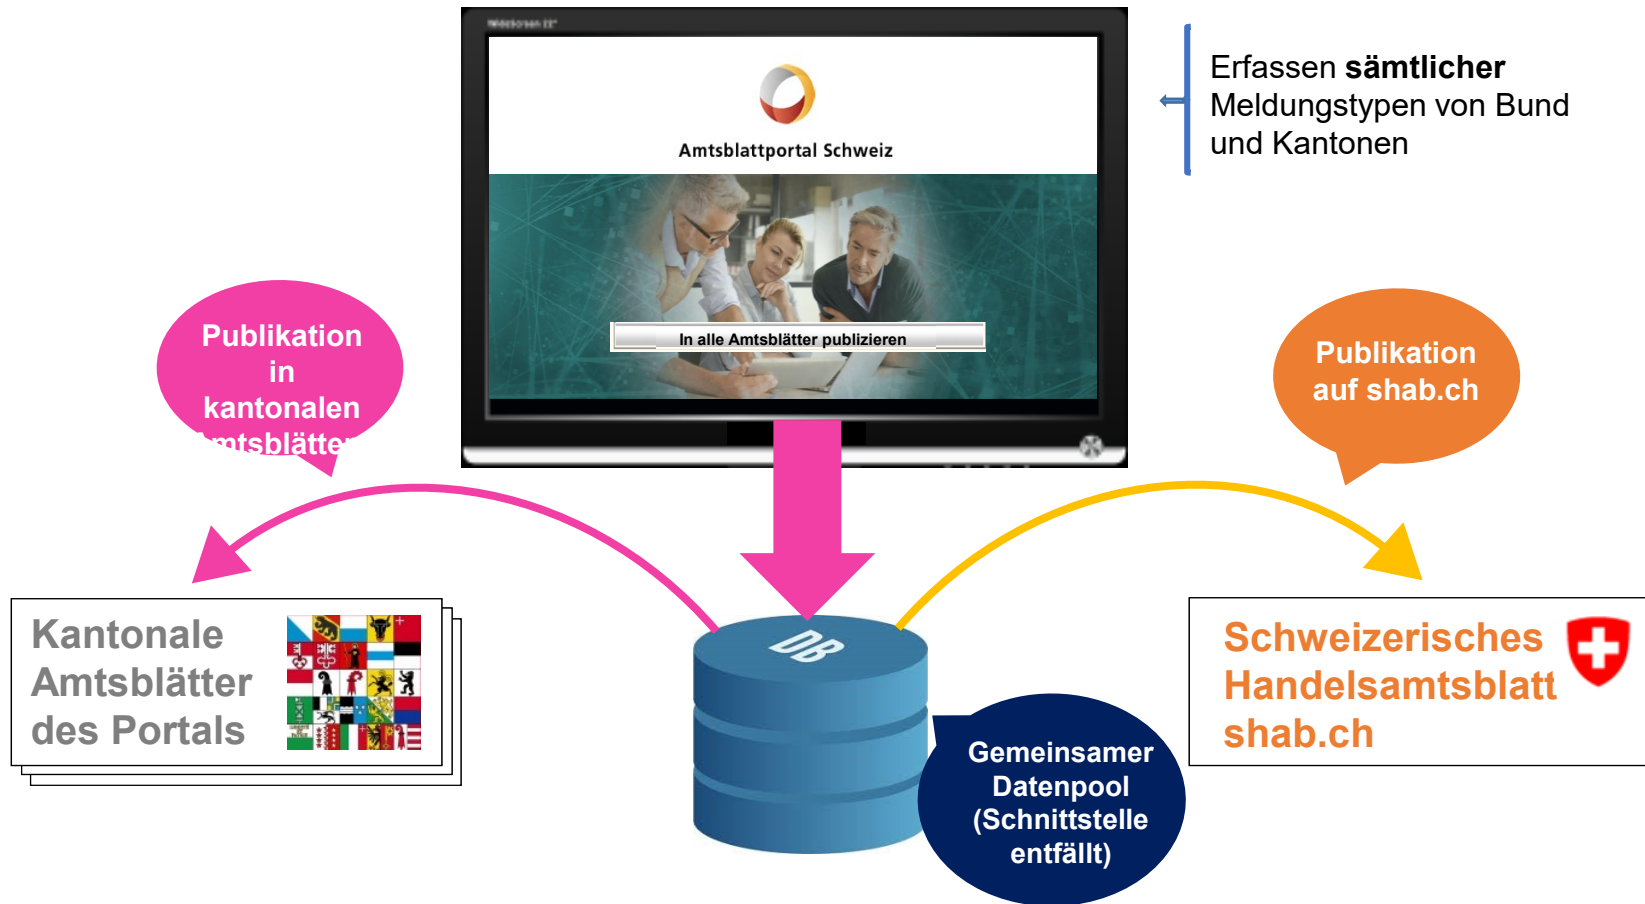 Amtsblattportal Schweiz
In alle Amtsblätter publizieren
Erfassen sämtlicher
Meldungstypen von Bund
und Kantonen
Publikation
in
kantonalen
Amtsblätter
Publikation
auf shab.ch
Kantonale
Amtsblätter
des Portals
DB
Gemeinsamer
Datenpool
(Schnittstelle
entfällt)
Schweizerisches
Handelsamtsblatt
shab.ch